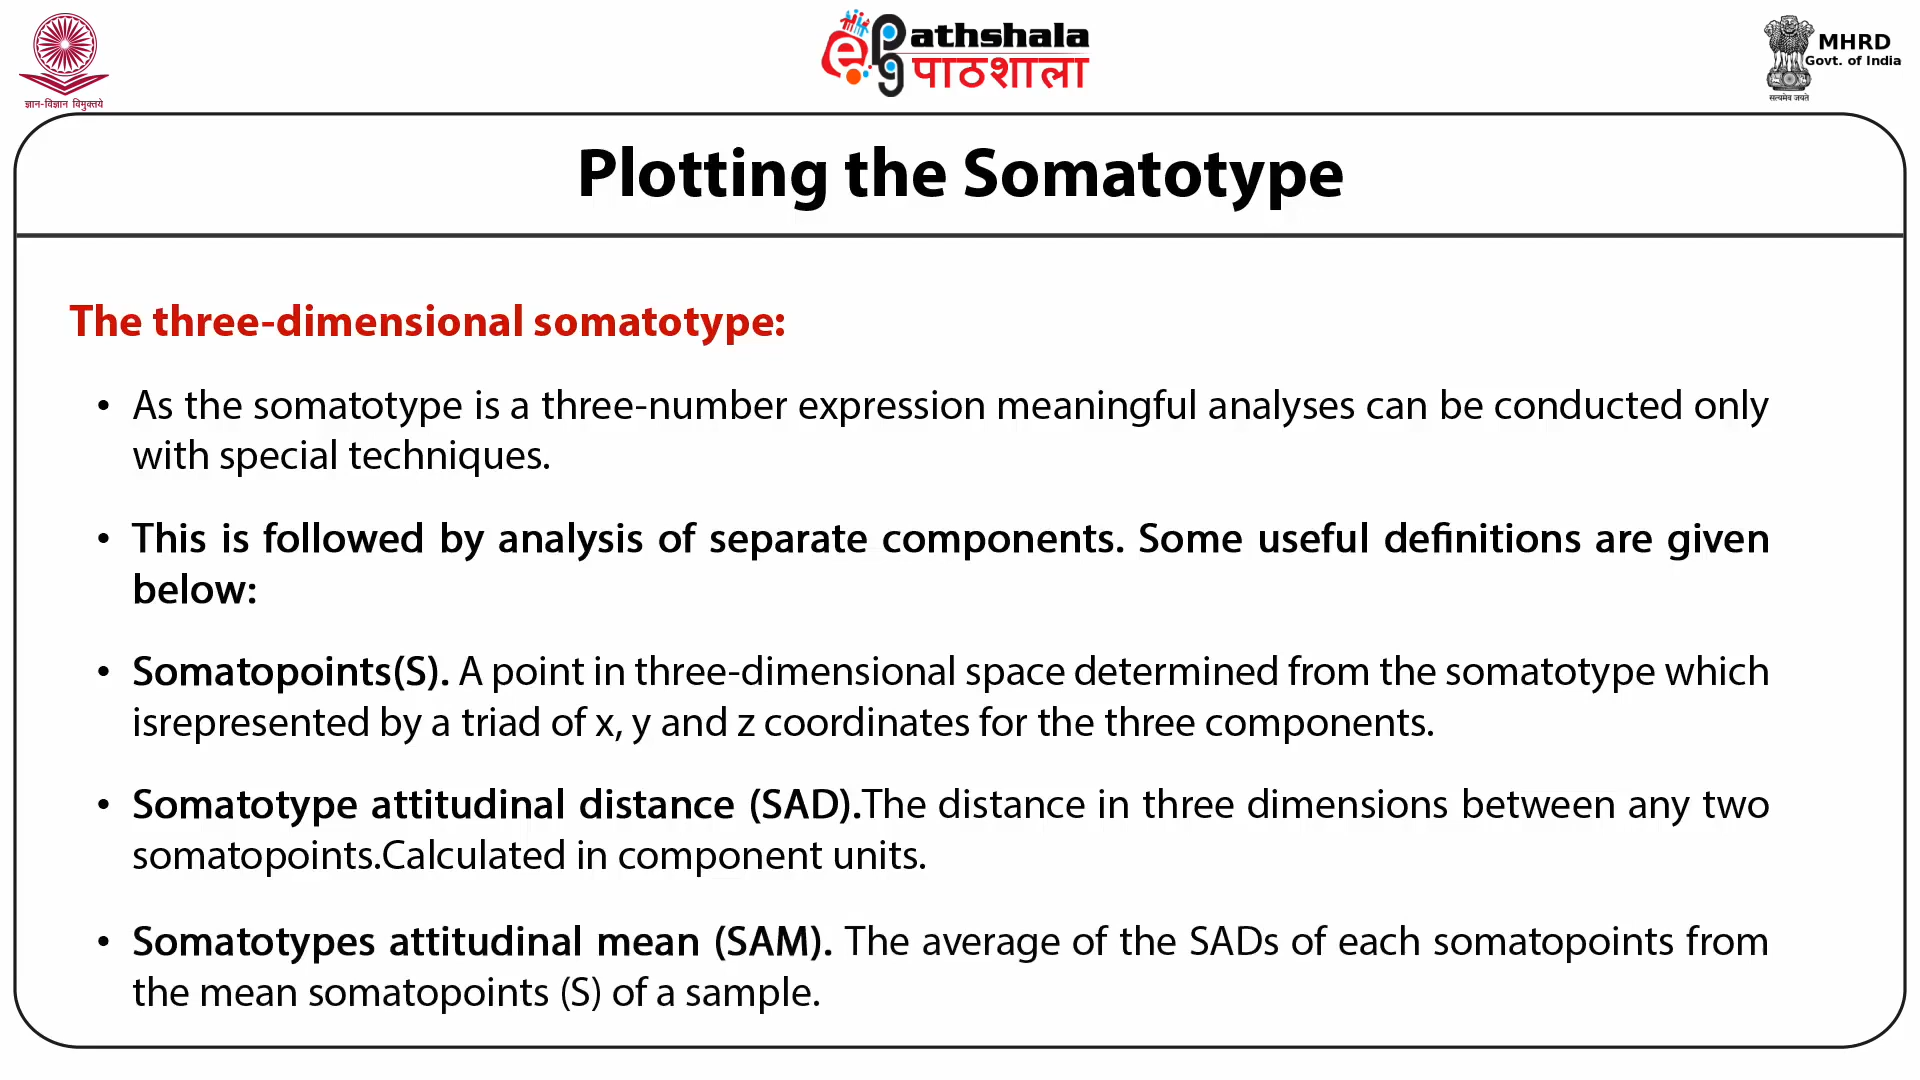 ज्ञान-विज्ञान विमुक्तये
ePathshala
पाठशाला
MHRD
Govt. of India
सत्यमेव जयते
Plotting the Somatotype
The three-dimensional somatotype:
• As the somatotype is a three-number expression meaningful analyses can be conducted only
with special techniques.
• This is followed by analysis of separate components. Some useful definitions are given
below:
• Somatopoints(S). A point in three-dimensional space determined from the somatotype which
isrepresented by a triad of x, y and z coordinates for the three components.
• Somatotype attitudinal distance (SAD).The distance in three dimensions between any two
somatopoints.Calculated in component units.
• Somatotypes attitudinal mean (SAM). The average of the SADs of each somatopoints from
the mean somatopoints (S) of a sample.